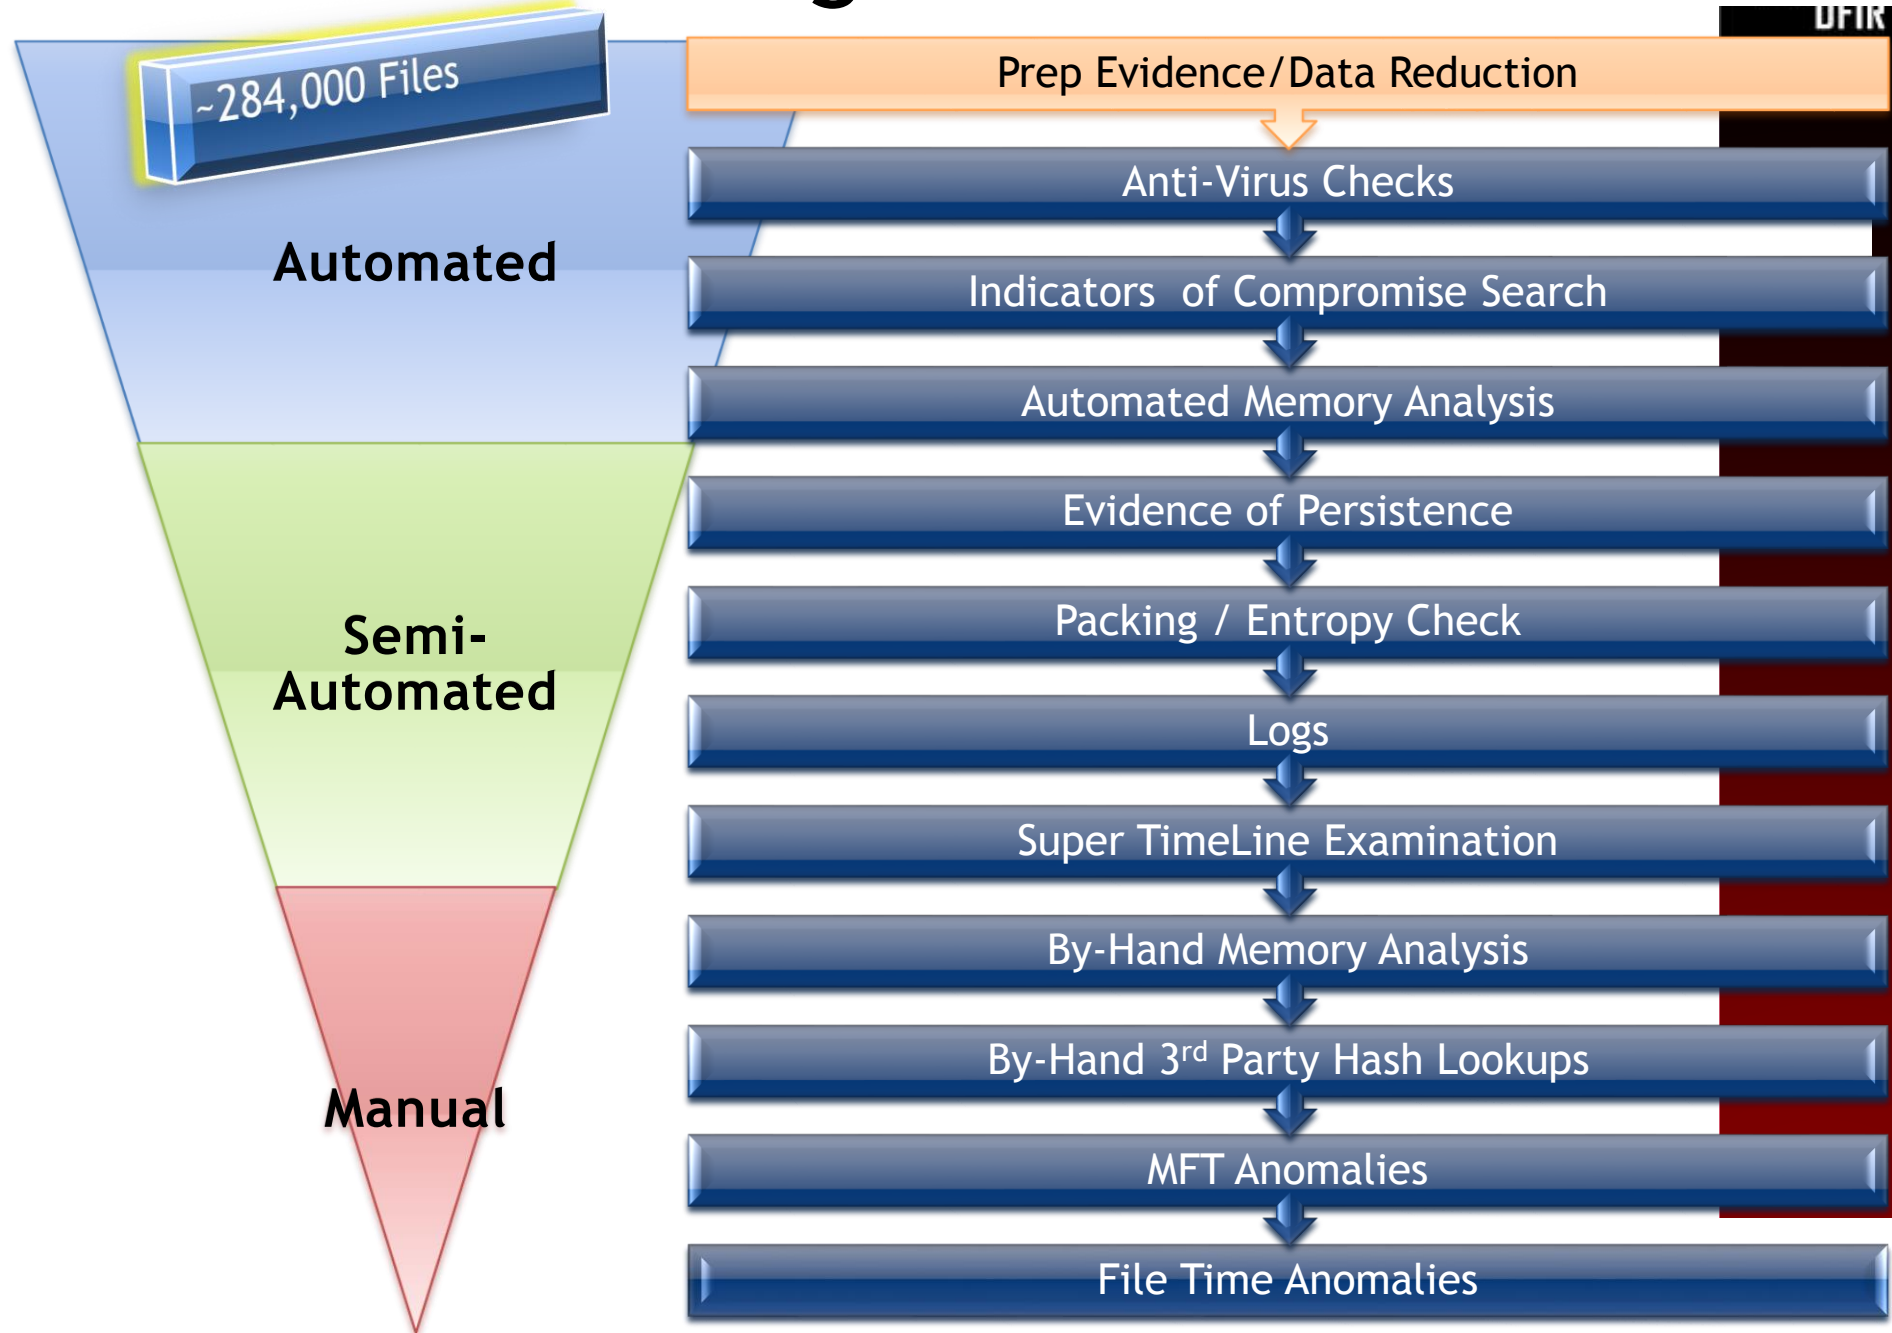 DFIR
~284,000 Files
Automated
Semi-
Automated
Manual
Prep Evidence/Data Reduction
Anti-Virus Checks
Indicators of Compromise Search
Automated Memory Analysis
Evidence of Persistence
Packing / Entropy Check
Logs
Super TimeLine Examination
By-Hand Memory Analysis
By-Hand 3rd Party Hash Lookups
MFT Anomalies
File Time Anomalies